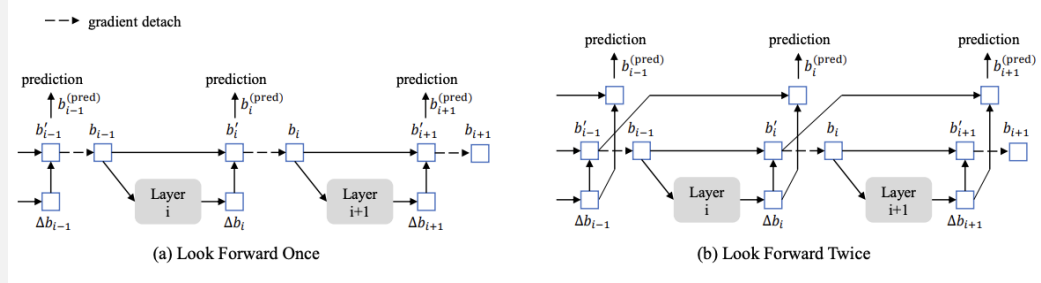 gradient detach
prediction prediction prediction
b_{i-1}^{(pred)} b_i^{(pred)} b_{i+1}^{(pred)}
b'_{i-1} b_{i-1} b'_i b_i b'_{i+1} b_{i+1}
Layer i
Layer i+1
Δb_{i-1} Δb_i Δb_{i+1}
(a) Look Forward Once
prediction prediction prediction
b_{i-1}^{(pred)} b_i^{(pred)} b_{i+1}^{(pred)}
b'_{i-1} b_{i-1} b'_i b_i b'_{i+1} b_{i+1}
Layer i
Layer i+1
Δb_{i-1} Δb_i Δb_{i+1}
(b) Look Forward Twice